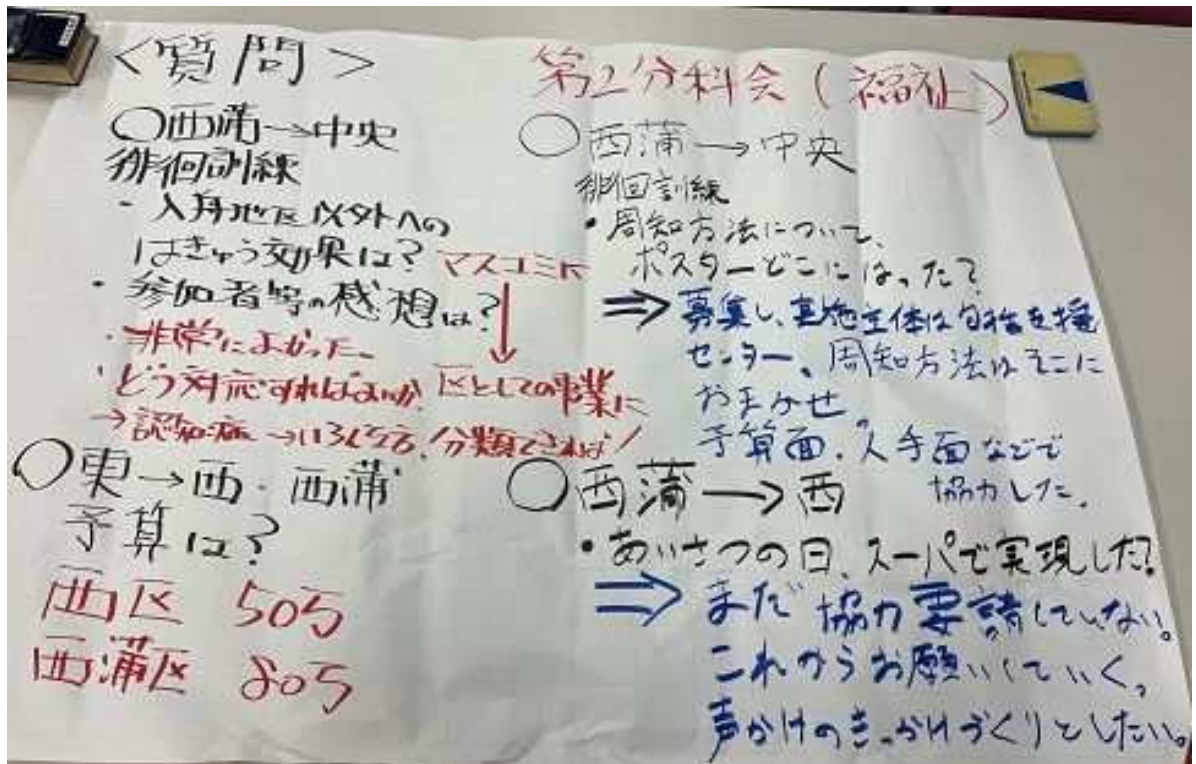 <質問>
○西蒲→中央
徘徊訓練
・入舟地区以外への
はきゅう効果は?
・参加者等の感想は?
マスコミに
↓
・非常によかった。
・どう対応すればよいか、区としての事業に
→認知症→いろいろ、分類できれば
○東→西・西蒲
予算は?
西区 50万
西蒲区 80万
第2分科会(福祉)
○西蒲→中央
徘徊訓練
・周知方法について、
ポスターどこにはった?
⇒募集し、実施主体は包括支援
センター、周知方法はそこに
おまかせ。
予算面、人手面などで
協力した。
○西蒲→西
・あいさつの日、スーパで実現した?
⇒まだ協力要請していない。
これからお願いしていく。
声かけのきっかけづくりとしたい。